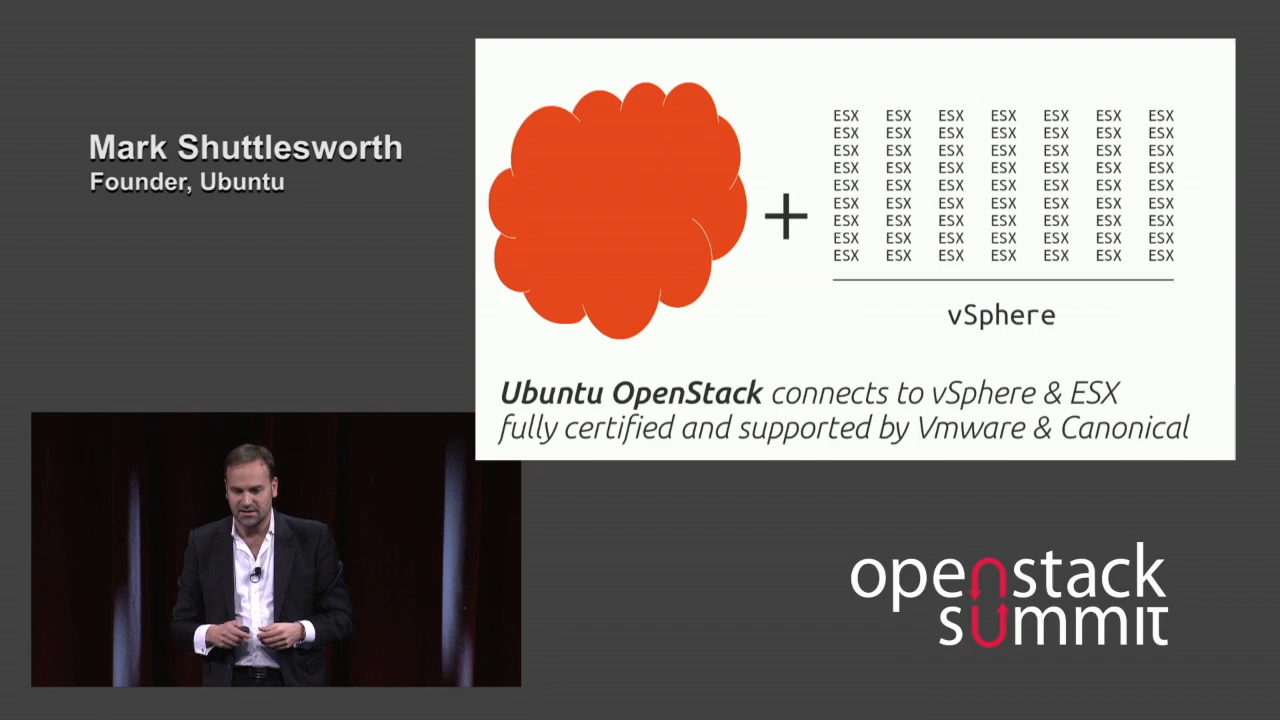 Mark Shuttlesworth
Founder, Ubuntu
ESX ESX ESX ESX ESX ESX ESX
ESX ESX ESX ESX ESX ESX ESX
ESX ESX ESX ESX ESX ESX ESX
ESX ESX ESX ESX ESX ESX ESX
ESX ESX ESX ESX ESX ESX ESX
ESX ESX ESX ESX ESX ESX ESX
ESX ESX ESX ESX ESX ESX ESX
ESX ESX ESX ESX ESX ESX ESX
ESX ESX ESX ESX ESX ESX ESX
+
vSphere
Ubuntu OpenStack connects to vSphere & ESX
fully certified and supported by Vmware & Canonical
openstack
summit